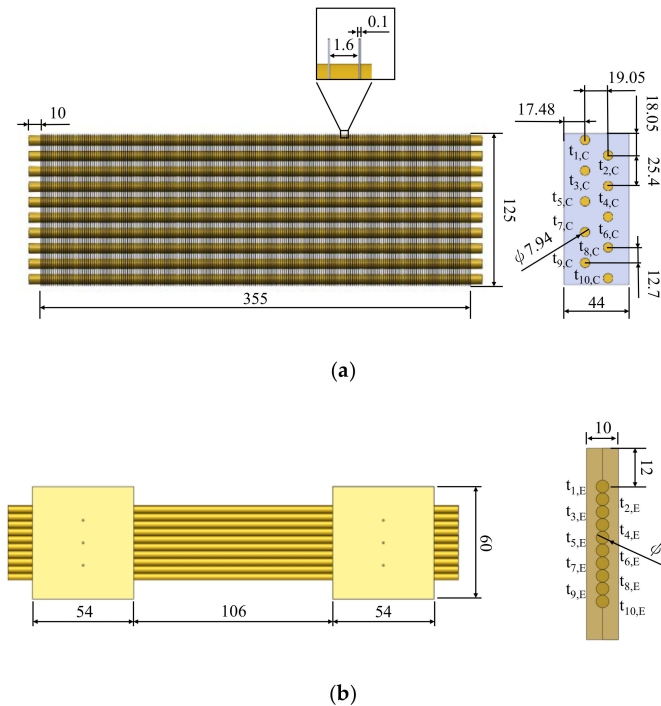 0.1
1.6
19.05
18.05
10
17.48
t1,C
t2,C
25.4
t3,C
125
t5,C
t4,C
t7,C
t6,C
ϕ7.94
t8,C
t9,C
12.7
t10,C
355
44
(a)
10
12
t1,E
t2,E
t3,E
t4,E
60
t5,E
ϕ
t6,E
t7,E
t8,E
t9,E
t10,E
54
106
54
(b)